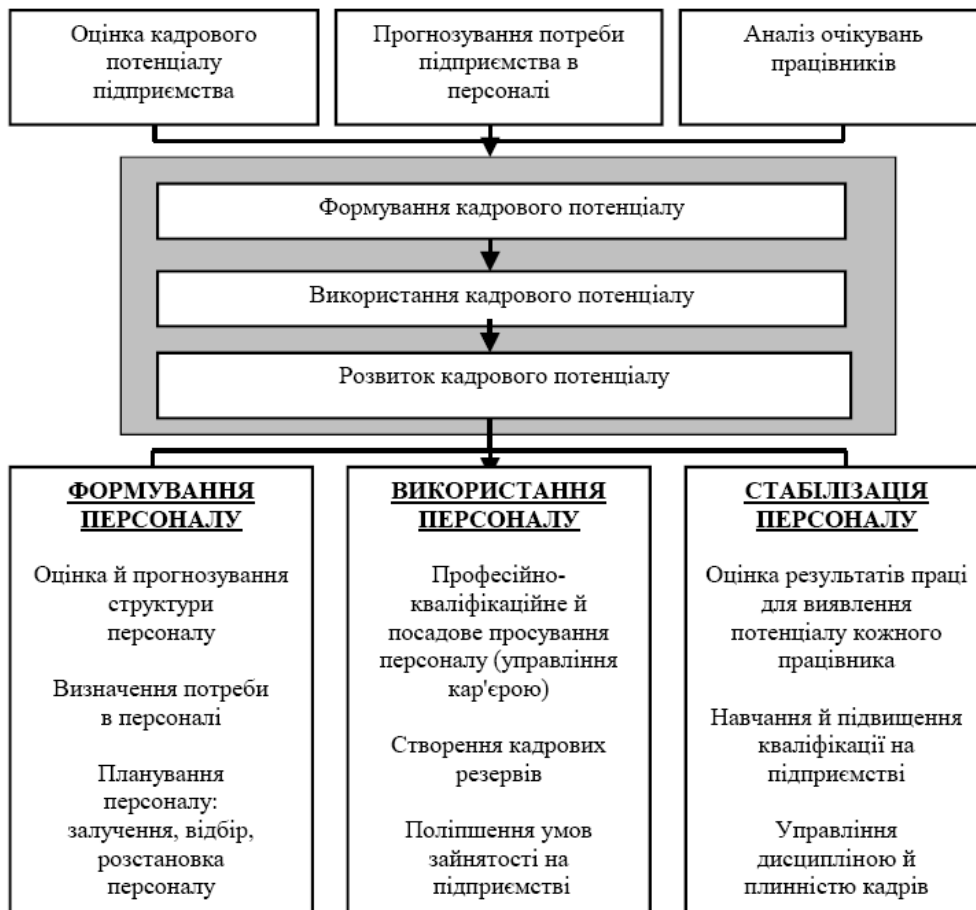 Оцінка кадрового
потенціалу
підприємства
Прогнозування потреби
підприємства в
персоналі
Аналіз очікувань
працівників
Формування кадрового потенціалу
Використання кадрового потенціалу
Розвиток кадрового потенціалу
ФОРМУВАННЯ
ПЕРСОНАЛУ
Оцінка й прогнозування
структури
персоналу
Визначення потреби
в персоналі
Планування
персоналу:
залучення, відбір,
розстановка
персоналу
ВИКОРИСТАННЯ
ПЕРСОНАЛУ
Професійно-
кваліфікаційне й
посадове просування
персоналу (управління
кар'єрою)
Створення кадрових
резервів
Поліпшення умов
зайнятості на
підприємстві
СТАБІЛІЗАЦІЯ
ПЕРСОНАЛУ
Оцінка результатів праці
для виявлення
потенціалу кожного
працівника
Навчання й підвищення
кваліфікації на
підприємстві
Управління
дисципліною й
плинністю кадрів